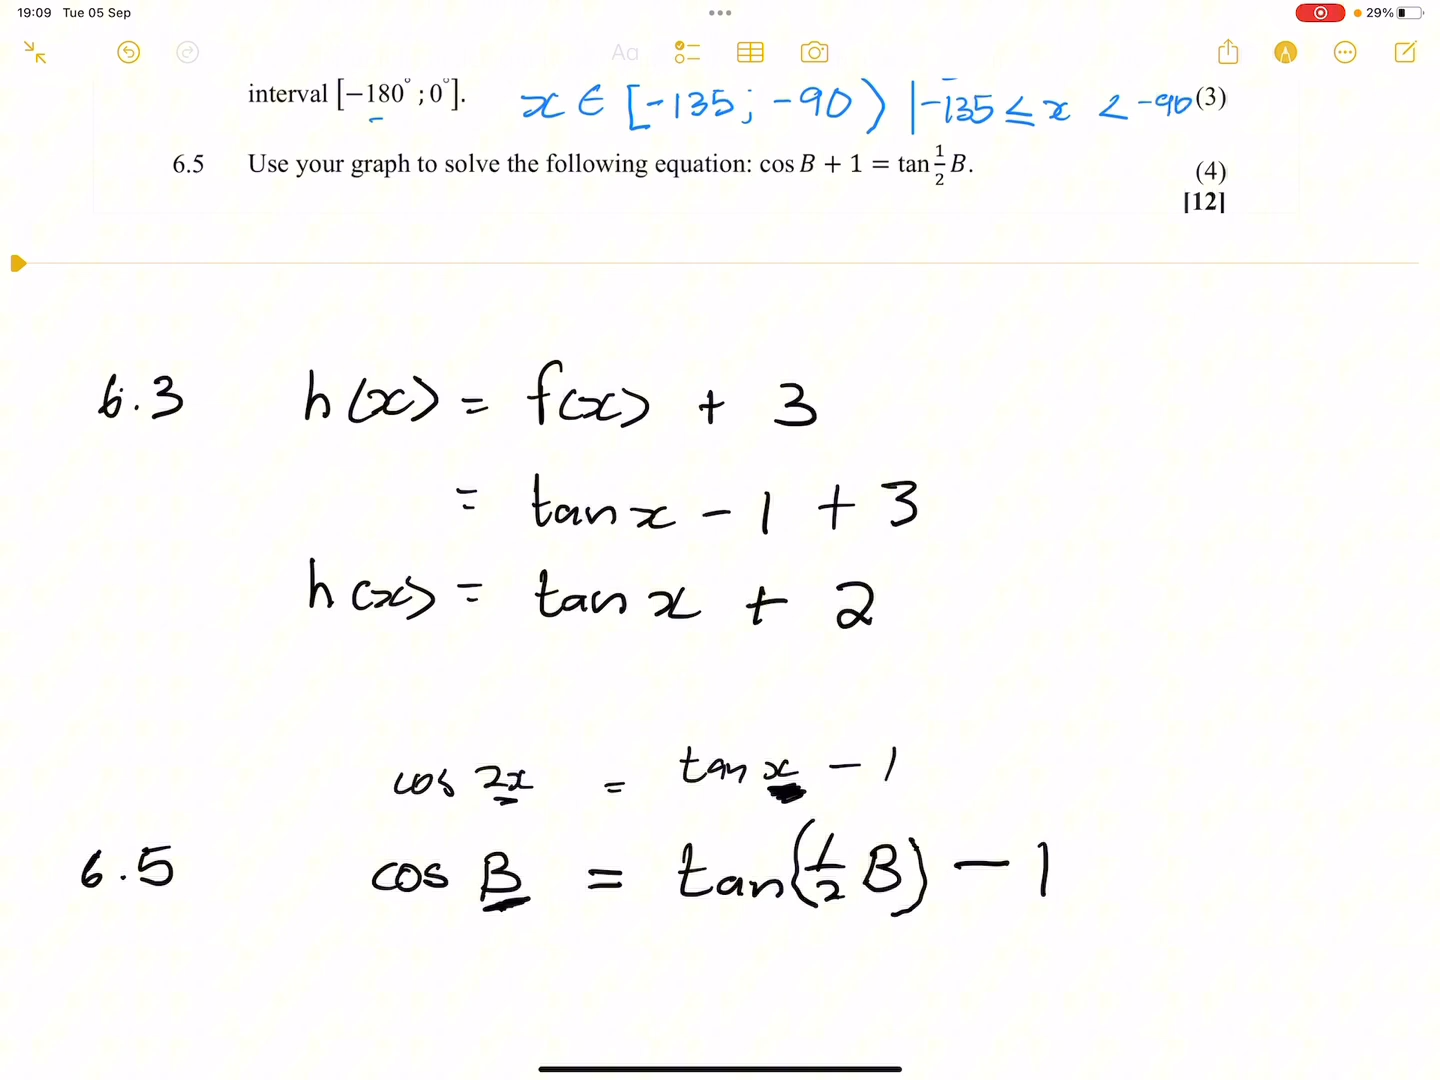 19:09 Tue 05 Sep
29%
Aa
interval [−180° ; 0°]. x ∈ [-135; -90) | -135 ≤ x < -90 (3)
6.5 Use your graph to solve the following equation: cos B + 1 = tan ½ B. (4)
[12]
6.3 h(x) = f(x) + 3
= tan x - 1 + 3
h(x) = tan x + 2
cos 2x = tan x - 1
6.5 cos B = tan(½ B) - 1